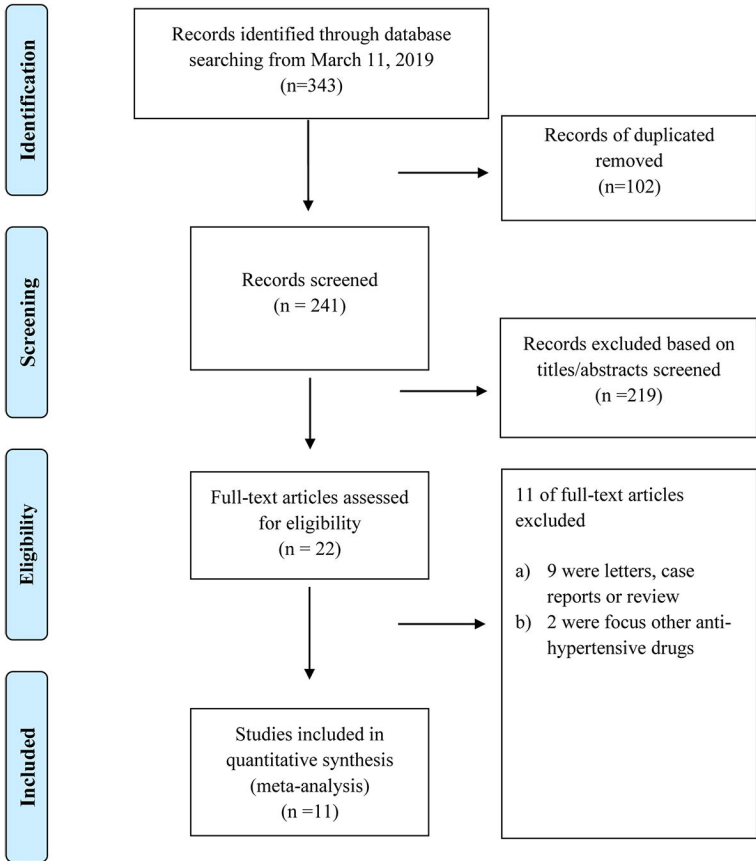 Identification
Records identified through database
searching from March 11, 2019
(n=343)
Records of duplicated
removed
(n=102)
Screening
Records screened
(n = 241)
Records excluded based on
titles/abstracts screened
(n =219)
Eligibility
Full-text articles assessed
for eligibility
(n = 22)
11 of full-text articles
excluded
a) 9 were letters, case
reports or review
b) 2 were focus other anti-
hypertensive drugs
Included
Studies included in
quantitative synthesis
(meta-analysis)
(n =11)